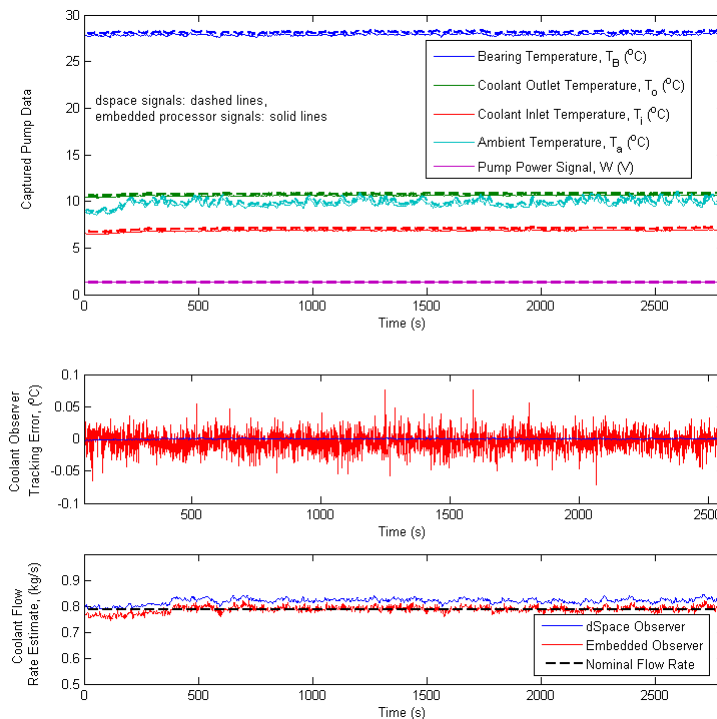 30
25
20
15
10
5
0
Captured Pump Data
dspace signals: dashed lines,
embedded processor signals: solid lines
Bearing Temperature, T_B (°C)
Coolant Outlet Temperature, T_o (°C)
Coolant Inlet Temperature, T_i (°C)
Ambient Temperature, T_a (°C)
Pump Power Signal, W (V)
0 500 1000 1500 2000 2500
Time (s)
0.1
0.05
0
-0.05
-0.1
Coolant Observer
Tracking Error, (°C)
500 1000 1500 2000 2500
Time (s)
0.9
0.8
0.7
0.6
0.5
Coolant Flow
Rate Estimate, (kg/s)
dSpace Observer
Embedded Observer
Nominal Flow Rate
0 500 1000 1500 2000 2500
Time (s)